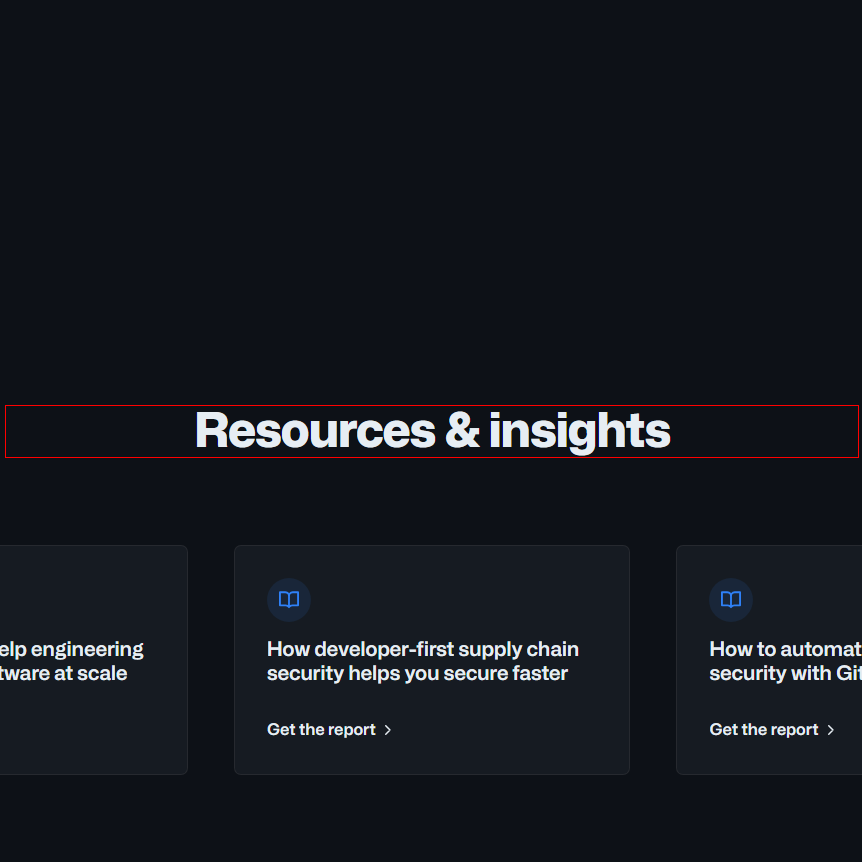 Resources & insights
elp engineering
tware at scale
How developer-first supply chain
security helps you secure faster
Get the report
How to automat
security with Git
Get the report